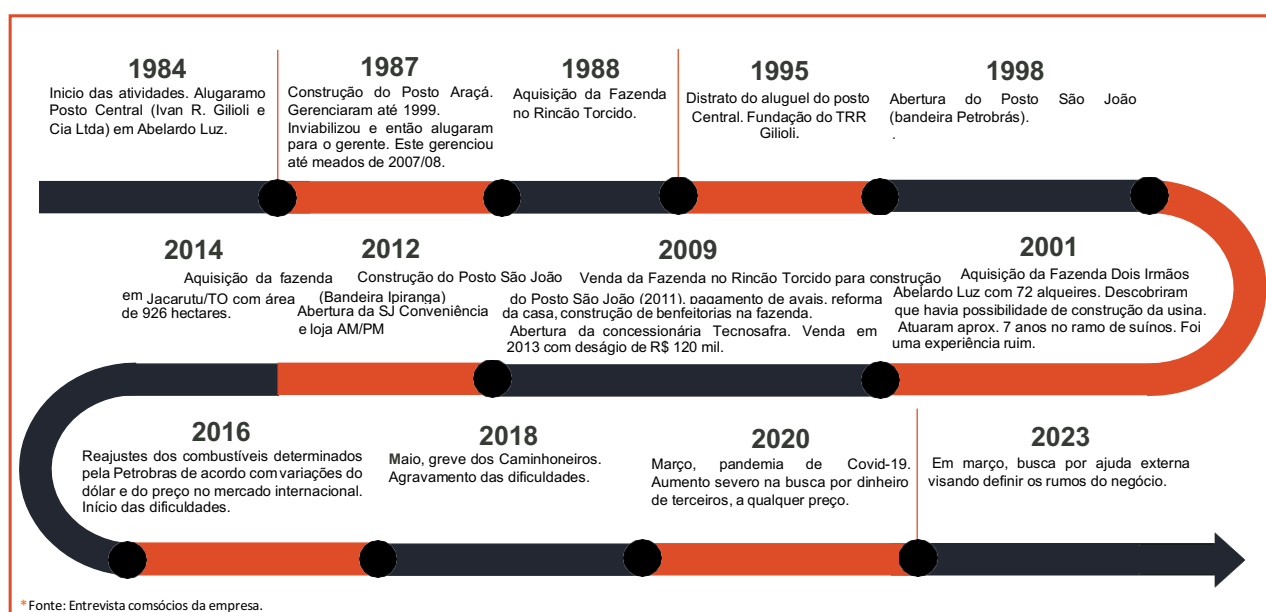 1984
Inicio das atividades. Alugaramo
Posto Central (Ivan R. Gilioli e
Cia Ltda) em Abelardo Luz.
1987
Construção do Posto Araçá.
Gerenciaram até 1999.
Inviabilizou e então alugaram
para o gerente. Este gerenciou
até meados de 2007/08.
1988
Aquisição da Fazenda
no Rincão Torcido.
1995
Distrato do aluguel do posto
Central. Fundação do TRR
Gilioli.
1998
Abertura do Posto São João
(bandeira Petrobrás).
.
2014
Aquisição da fazenda
em Jacarutu/TO com área
de 926 hectares.
2012
Construção do Posto São João
(Bandeira Ipiranga)
Abertura da SJ Conveniência
e loja AM/PM
2009
Venda da Fazenda no Rincão Torcido para construção
do Posto São João (2011), pagamento de avais, reforma
da casa, construção de benfeitorias na fazenda.
Abertura da concessionária Tecnosafra. Venda em
2013 com deságio de R$ 120 mil.
2001
Aquisição da Fazenda Dois Irmãos
Abelardo Luz com 72 alqueires. Descobriram
que havia possibilidade de construção da usina.
Atuaram aprox. 7 anos no ramo de suínos. Foi
uma experiência ruim.
2016
Reajustes dos combustíveis determinados
pela Petrobras de acordo comvariações do
dólar e do preço no mercado internacional.
Início das dificuldades.
2018
Maio, greve dos Caminhoneiros.
Agravamento das dificuldades.
2020
Março, pandemia de Covid-19.
Aumento severo na busca por dinheiro
de terceiros, a qualquer preço.
2023
Em março, busca por ajuda externa
visando definir os rumos do negócio.
*Fonte: Entrevista comsócios da empresa.